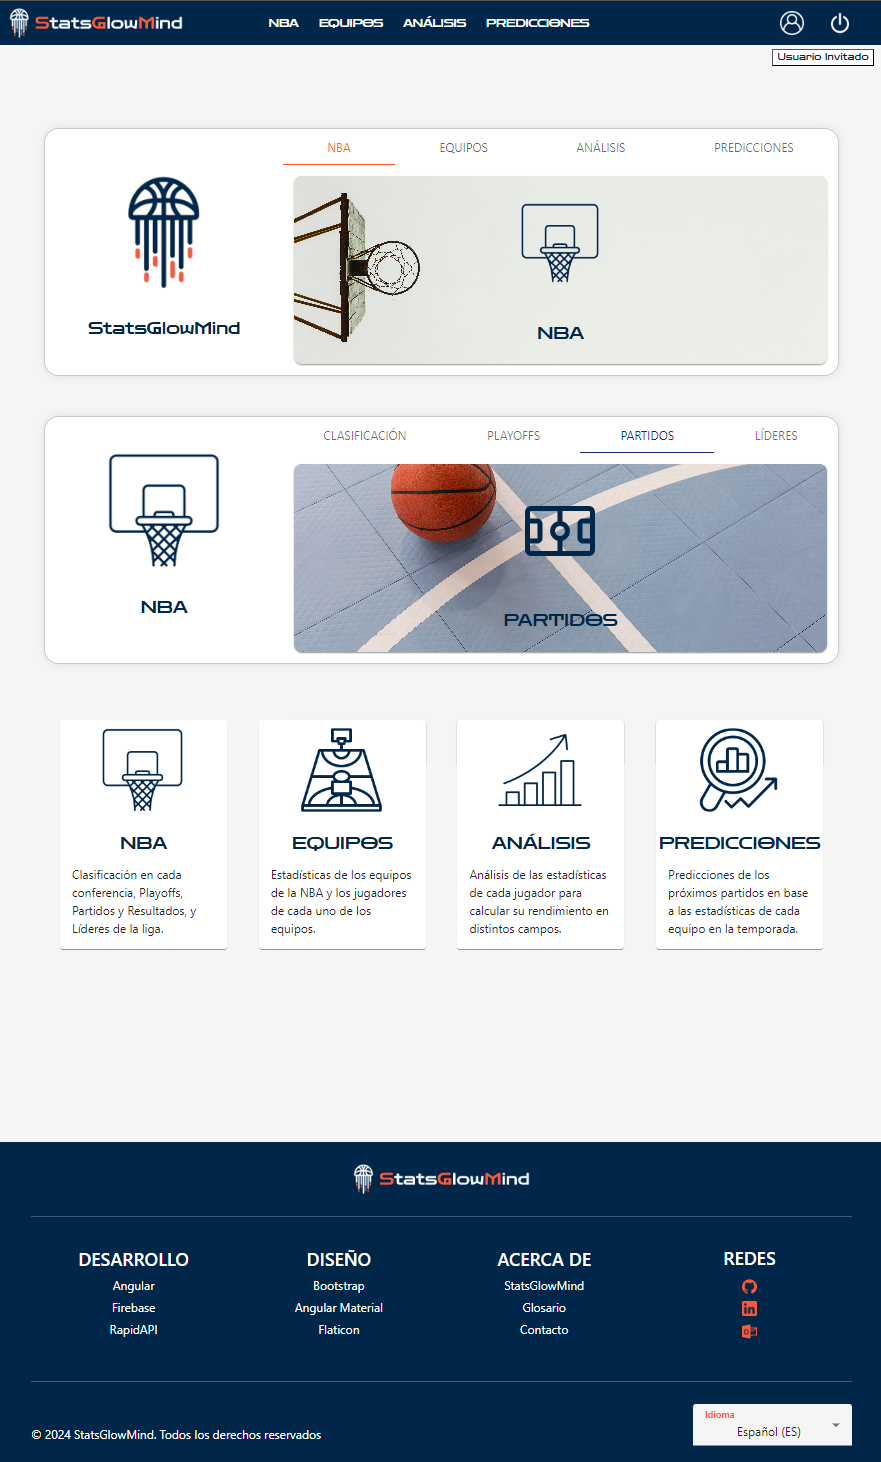 StatsGlowMind NBA EQUIPOS ANÁLISIS PREDICCIONES
Usuario Invitado
NBA EQUIPOS ANÁLISIS PREDICCIONES
StatsGlowMind
NBA
CLASIFICACIÓN PLAYOFFS PARTIDOS LÍDERES
NBA
PARTIDOS
NBA
Clasificación en cada
conferencia, Playoffs,
Partidos y Resultados, y
Líderes de la liga.
EQUIPOS
Estadísticas de los equipos
de la NBA y los jugadores
de cada uno de los
equipos.
ANÁLISIS
Análisis de las estadísticas
de cada jugador para
calcular su rendimiento en
distintos campos.
PREDICCIONES
Predicciones de los
próximos partidos en base
a las estadísticas de cada
equipo en la temporada.
StatsGlowMind
DESARROLLO
Angular
Firebase
RapidAPI
DISEÑO
Bootstrap
Angular Material
Flaticon
ACERCA DE
StatsGlowMind
Glosario
Contacto
REDES
© 2024 StatsGlowMind. Todos los derechos reservados
Idioma
Español (ES)